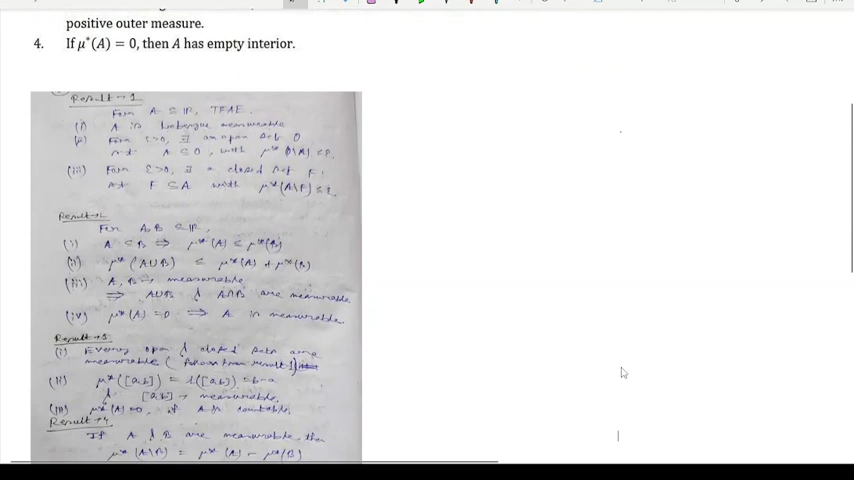 positive outer measure.
4. If μ*(A) = 0, then A has empty interior.
Result → 1
For A ⊆ IR, TFAE.
(i) A is Lebesgue measurable
(ii) For ε>0, ∃ an open set O
s.t A ⊆ O, with μ*(O\A) ≤ ε.
(iii) For ε>0, ∃ a closed set F
s.t F ⊆ A with μ*(A\F) ≤ ε.
Result → 2
For A, B ⊆ IR,
(i) A ⊆ B ⇒ μ*(A) ≤ μ*(B)
(ii) μ*(A∪B) ≤ μ*(A) + μ*(B)
(iii) A, B → measurable
⇒ A∪B & A∩B are measurable
(iv) μ*(A) = 0 ⇒ A is measurable
Result → 3
(i) Every open & closed sets are
measurable (follows from result 1)
(ii) μ*([a,b]) = l([a,b]) = b-a
& [a,b] → measurable.
(iii) μ*(A) = 0, if A is countable.
Result → 4
If A & B are measurable, then
μ*(A\B) = μ*(A) - μ*(B)